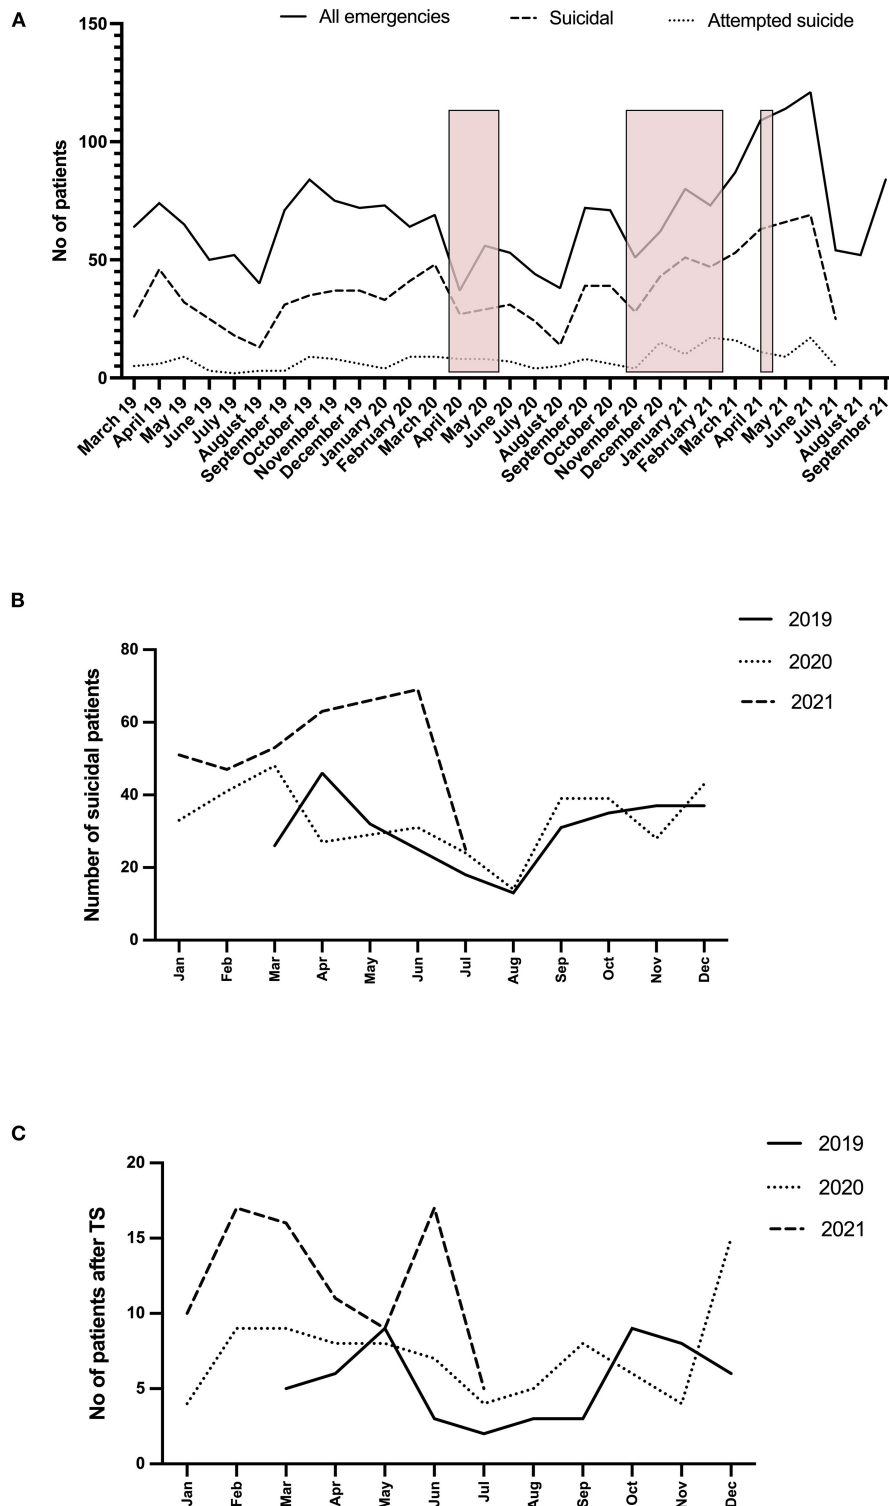 A
All emergencies
Suicidal
Attempted suicide
No of patients
150
100
50
0
March 19
April 19
May 19
June 19
July 19
August 19
September 19
October 19
November 19
December 19
January 20
February 20
March 20
April 20
May 20
June 20
July 20
August 20
September 20
October 20
November 20
December 20
January 21
February 21
March 21
April 21
May 21
June 21
July 21
August 21
September 21
B
2019
2020
2021
Number of suicidal patients
80
60
40
20
0
Jan
Feb
Mar
Apr
May
Jun
Jul
Aug
Sep
Oct
Nov
Dec
C
2019
2020
2021
No of patients after TS
20
15
10
5
0
Jan
Feb
Mar
Apr
May
Jun
Jul
Aug
Sep
Oct
Nov
Dec